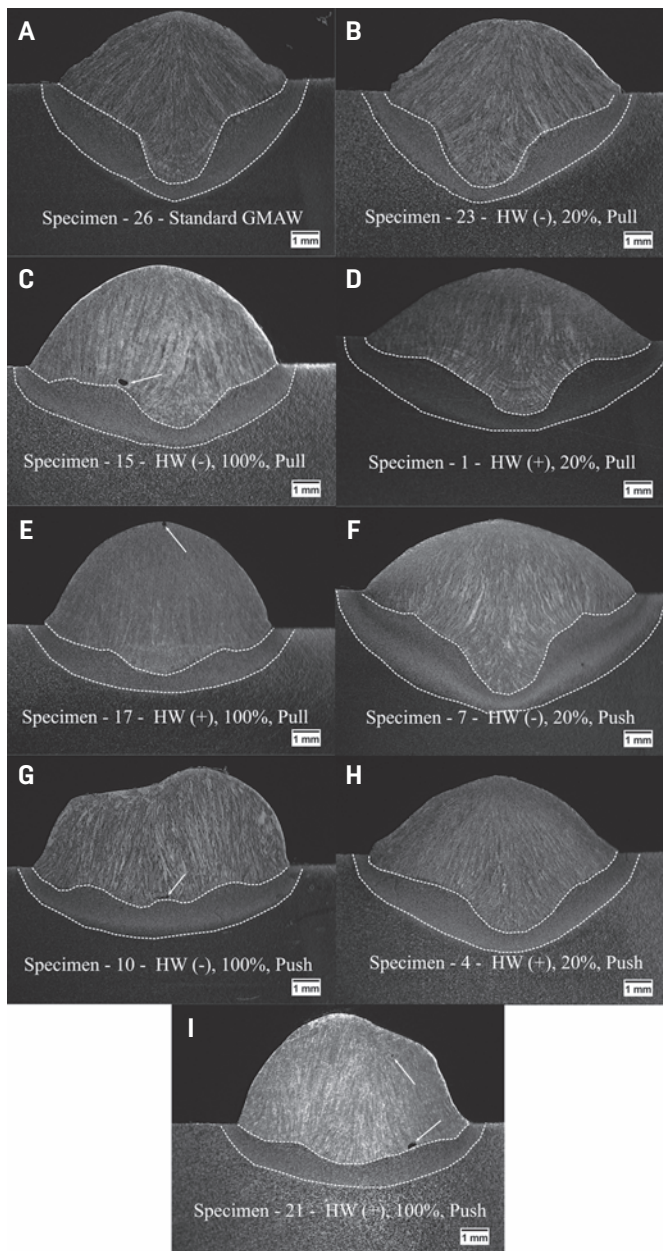 A
Specimen - 26 - Standard GMAW
1 mm
B
Specimen - 23 - HW (-), 20%, Pull
1 mm
C
Specimen - 15 - HW (-), 100%, Pull
1 mm
D
Specimen - 1 - HW (+), 20%, Pull
1 mm
E
Specimen - 17 - HW (+), 100%, Pull
1 mm
F
Specimen - 7 - HW (-), 20%, Push
1 mm
G
Specimen - 10 - HW (-), 100%, Push
1 mm
H
Specimen - 4 - HW (+), 20%, Push
1 mm
I
Specimen - 21 - HW (+), 100%, Push
1 mm